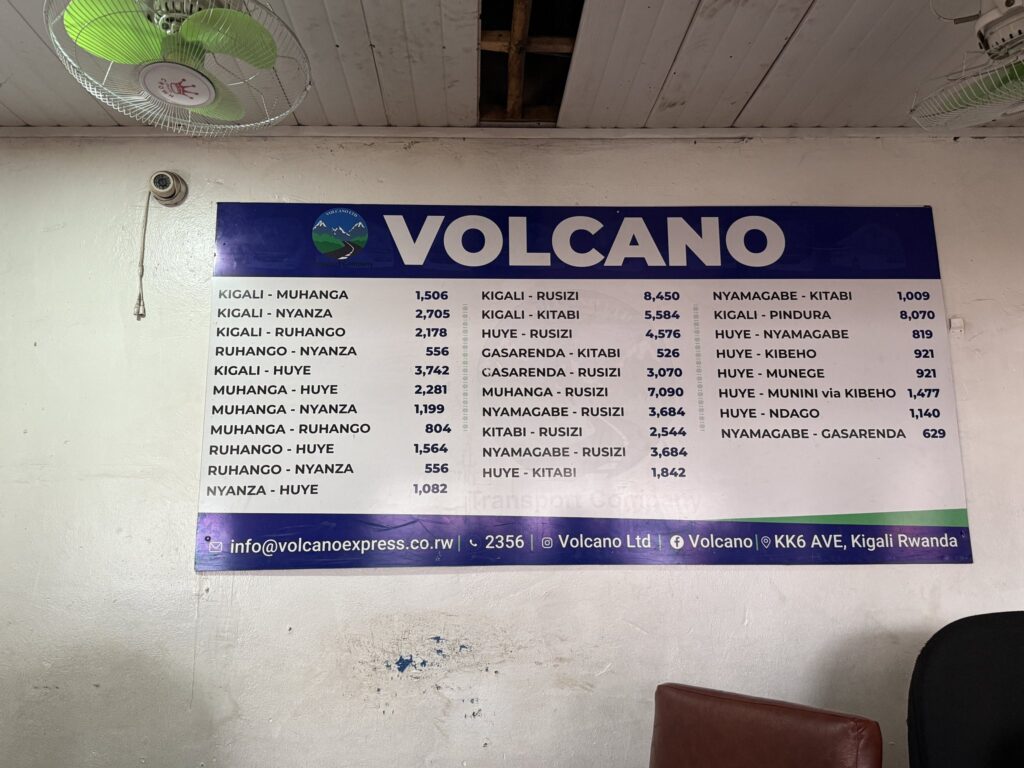 VOLCANO LTD
VOLCANO
KIGALI - MUHANGA 1,506
KIGALI - NYANZA 2,705
KIGALI - RUHANGO 2,178
RUHANGO - NYANZA 556
KIGALI - HUYE 3,742
MUHANGA - HUYE 2,281
MUHANGA - NYANZA 1,199
MUHANGA - RUHANGO 804
RUHANGO - HUYE 1,564
RUHANGO - NYANZA 556
NYANZA - HUYE 1,082
KIGALI - RUSIZI 8,450
KIGALI - KITABI 5,584
HUYE - RUSIZI 4,576
GASARENDA - KITABI 526
GASARENDA - RUSIZI 3,070
MUHANGA - RUSIZI 7,090
NYAMAGABE - RUSIZI 3,684
KITABI - RUSIZI 2,544
NYAMAGABE - RUSIZI 3,684
HUYE - KITABI 1,842
NYAMAGABE - KITABI 1,009
KIGALI - PINDURA 8,070
HUYE - NYAMAGABE 819
HUYE - KIBEHO 921
HUYE - MUNEGE 921
HUYE - MUNINI via KIBEHO 1,477
HUYE - NDAGO 1,140
NYAMAGABE - GASARENDA 629
Transport Company
info@volcanoexpress.co.rw | 2356 | Volcano Ltd | Volcano | KK6 AVE, Kigali Rwanda